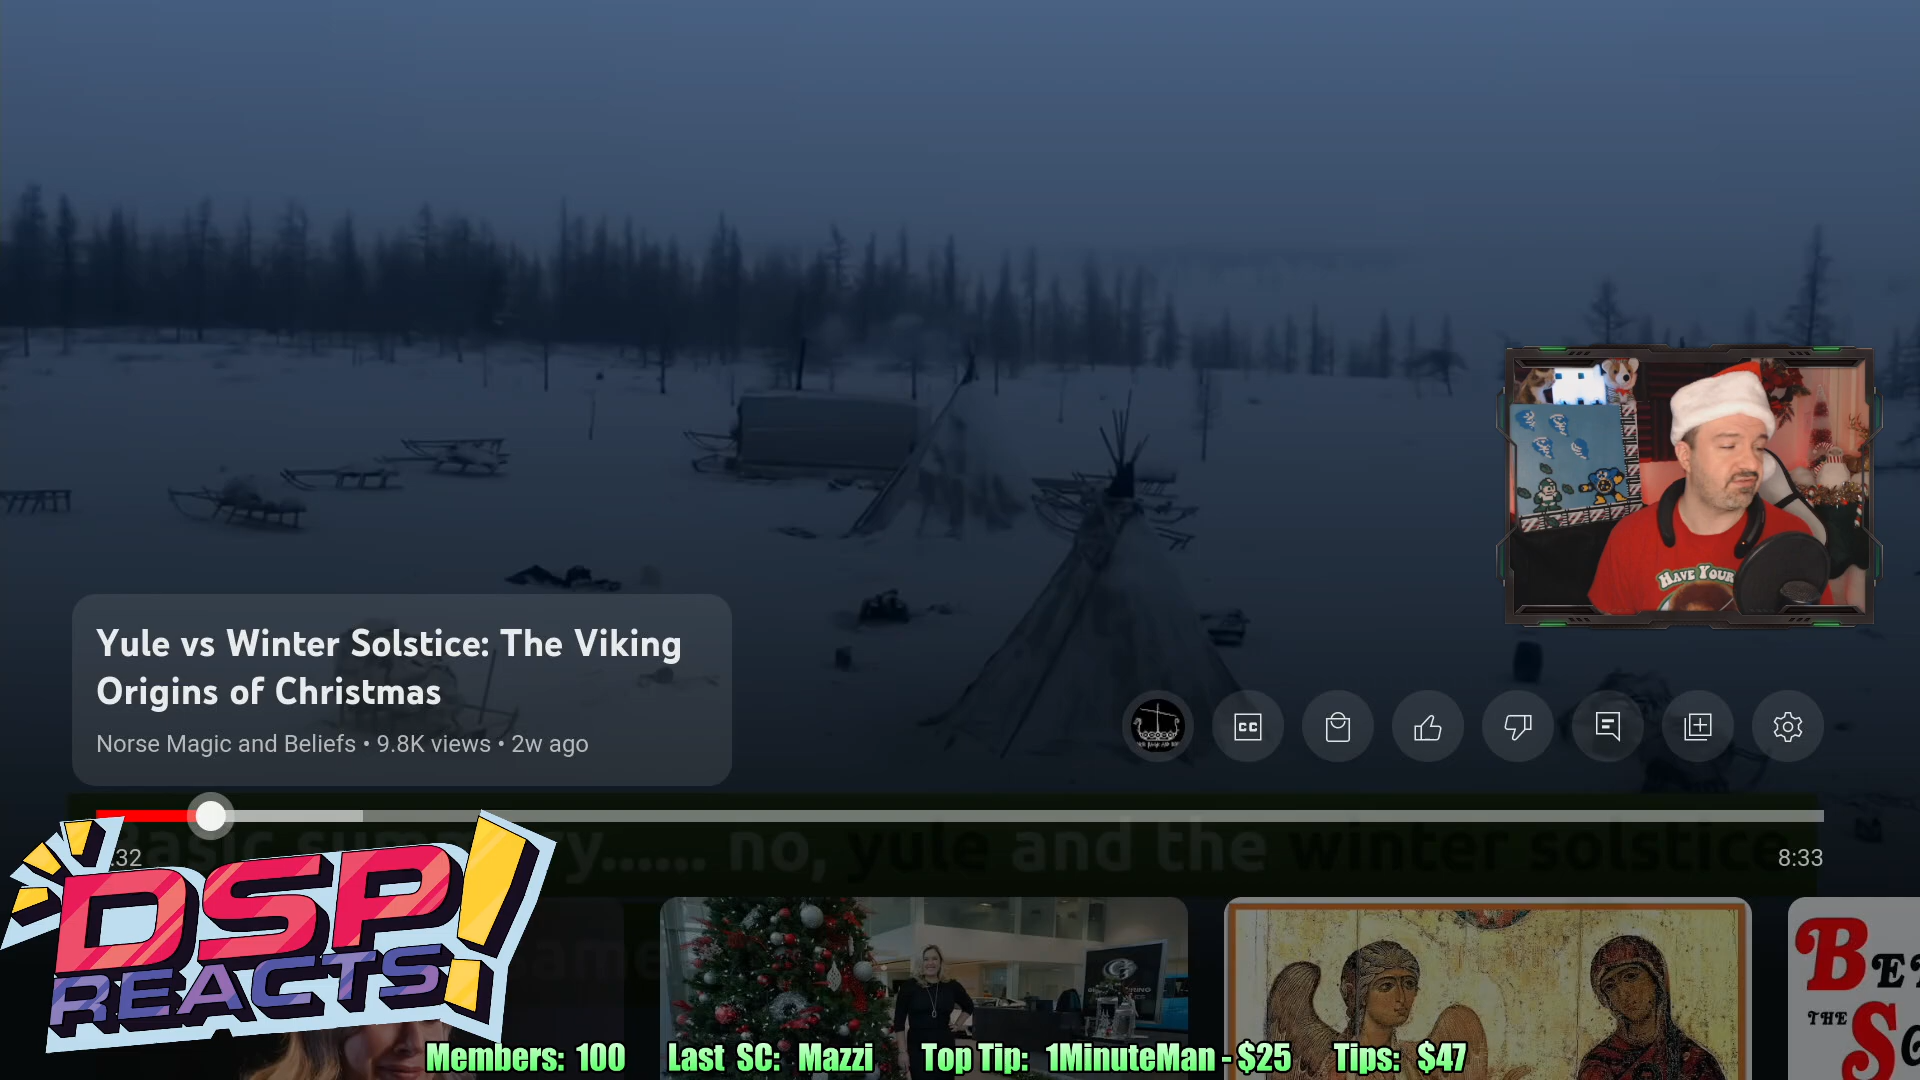 HAVE YOUR
Yule vs Winter Solstice: The Viking
Origins of Christmas
Norse Magic and Beliefs • 9.8K views • 2w ago
CC
:32
8:33
no, yule and the winter solstice
DSP!
REACTS!
THE
Members: 100 Last SC: Mazzi Top Tip: 1MinuteMan - $25 Tips: $47